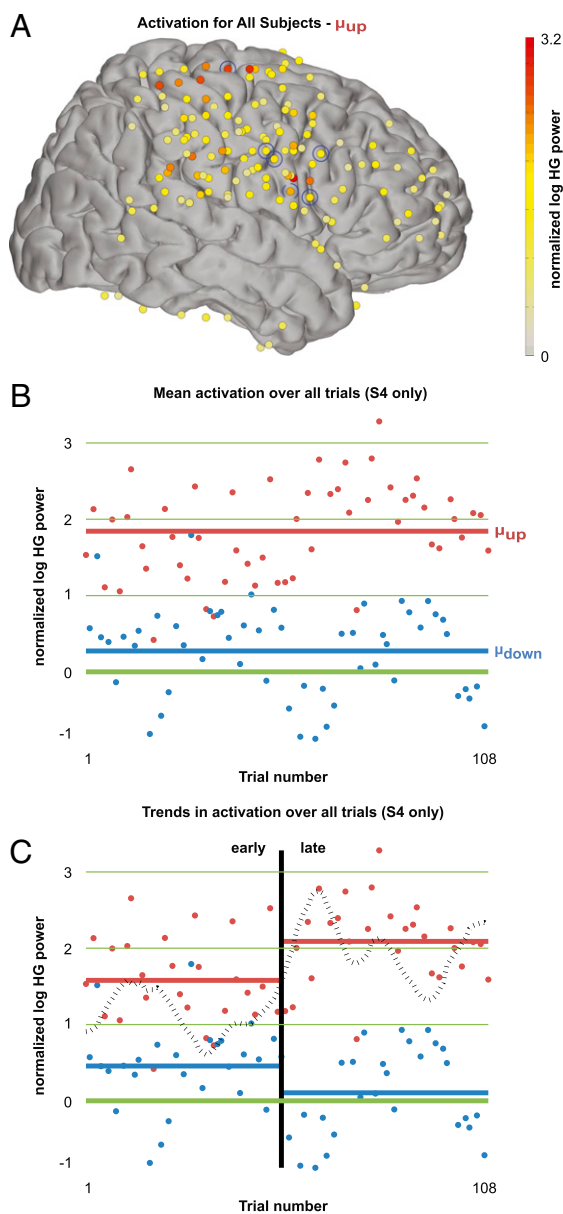 A
Activation for All Subjects - μup
3.2
normalized log HG power
0
B
Mean activation over all trials (S4 only)
normalized log HG power
3
2
1
0
-1
μup
μdown
1
108
Trial number
Trends in activation over all trials (S4 only)
C
early
late
normalized log HG power
3
2
1
0
-1
1
108
Trial number